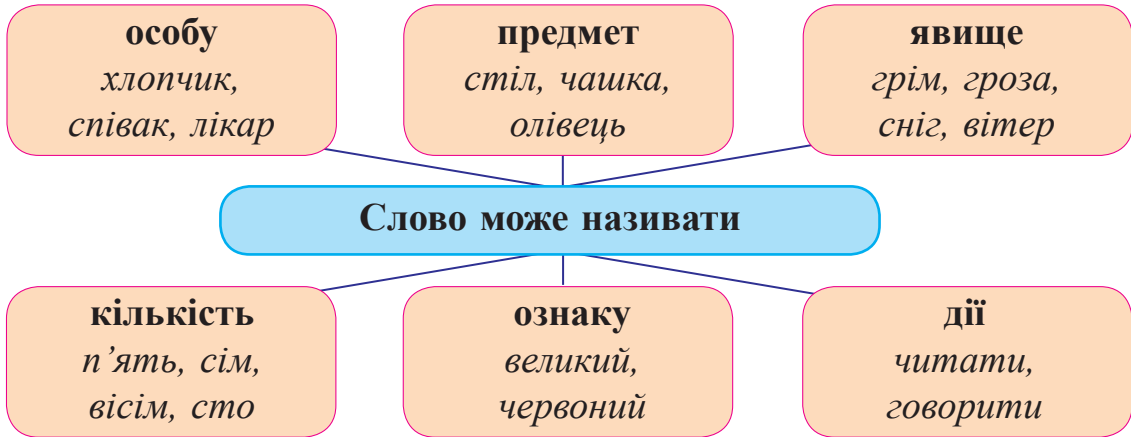 особу
хлопчик,
співак, лікар
предмет
стіл, чашка,
олівець
явище
грім, гроза,
сніг, вітер
Слово може називати
кількість
п’ять, сім,
вісім, сто
ознаку
великий,
червоний
дії
читати,
говорити